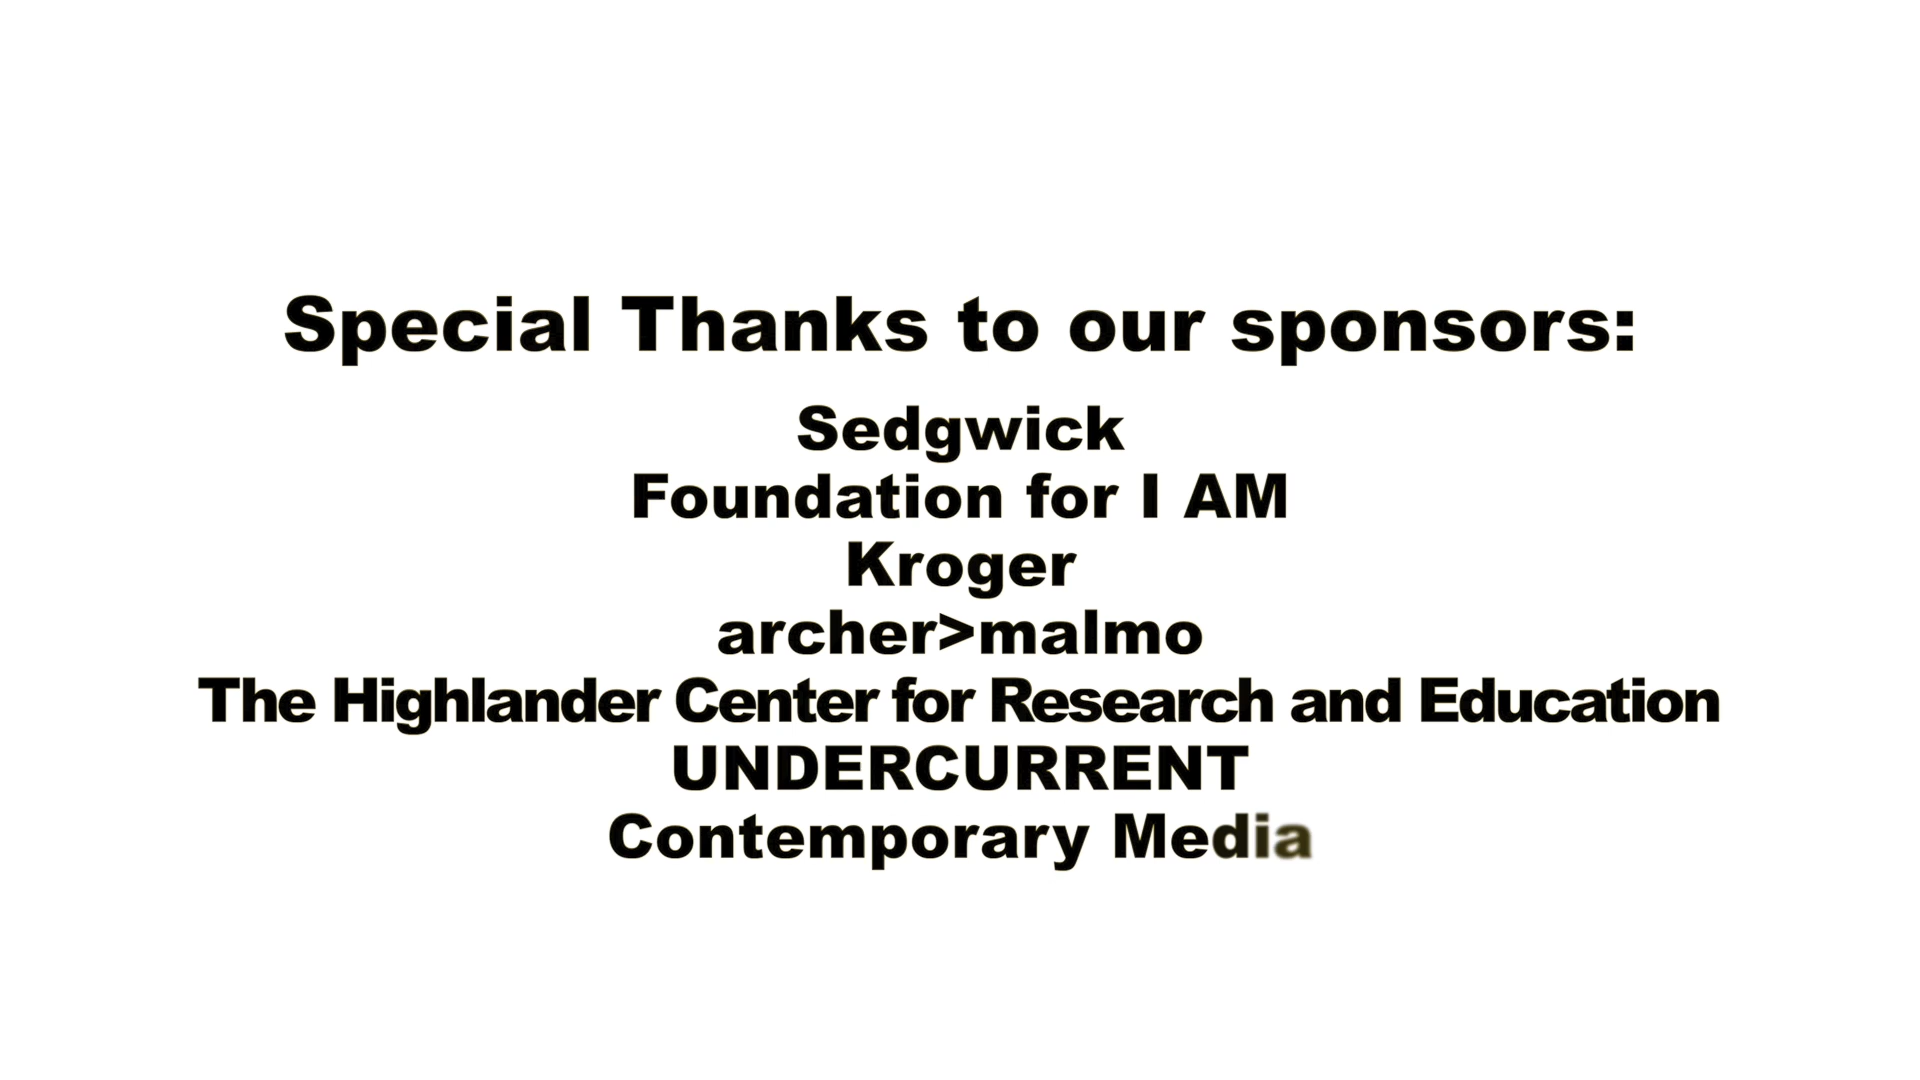 Special Thanks to our sponsors:
Sedgwick
Foundation for I AM
Kroger
archer>malmo
The Highlander Center for Research and Education
UNDERCURRENT
Contemporary Media